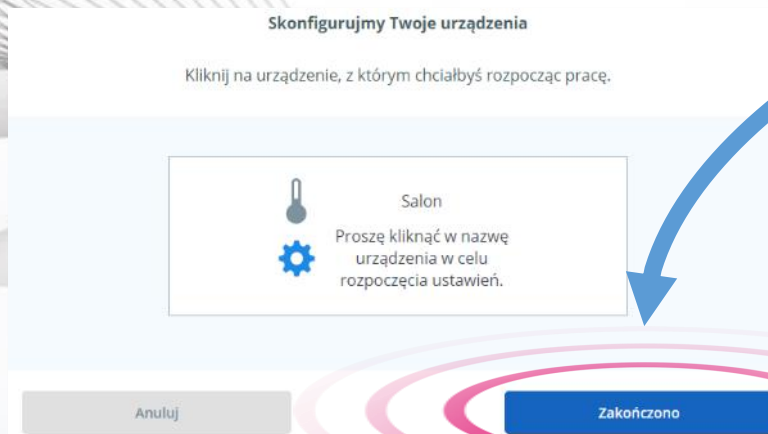 Skonfigurujmy Twoje urządzenia
Kliknij na urządzenie, z którym chciałbyś rozpocząc pracę.
Salon
Proszę kliknąć w nazwę
urządzenia w celu
rozpoczęcia ustawień.
Anuluj
Zakończono